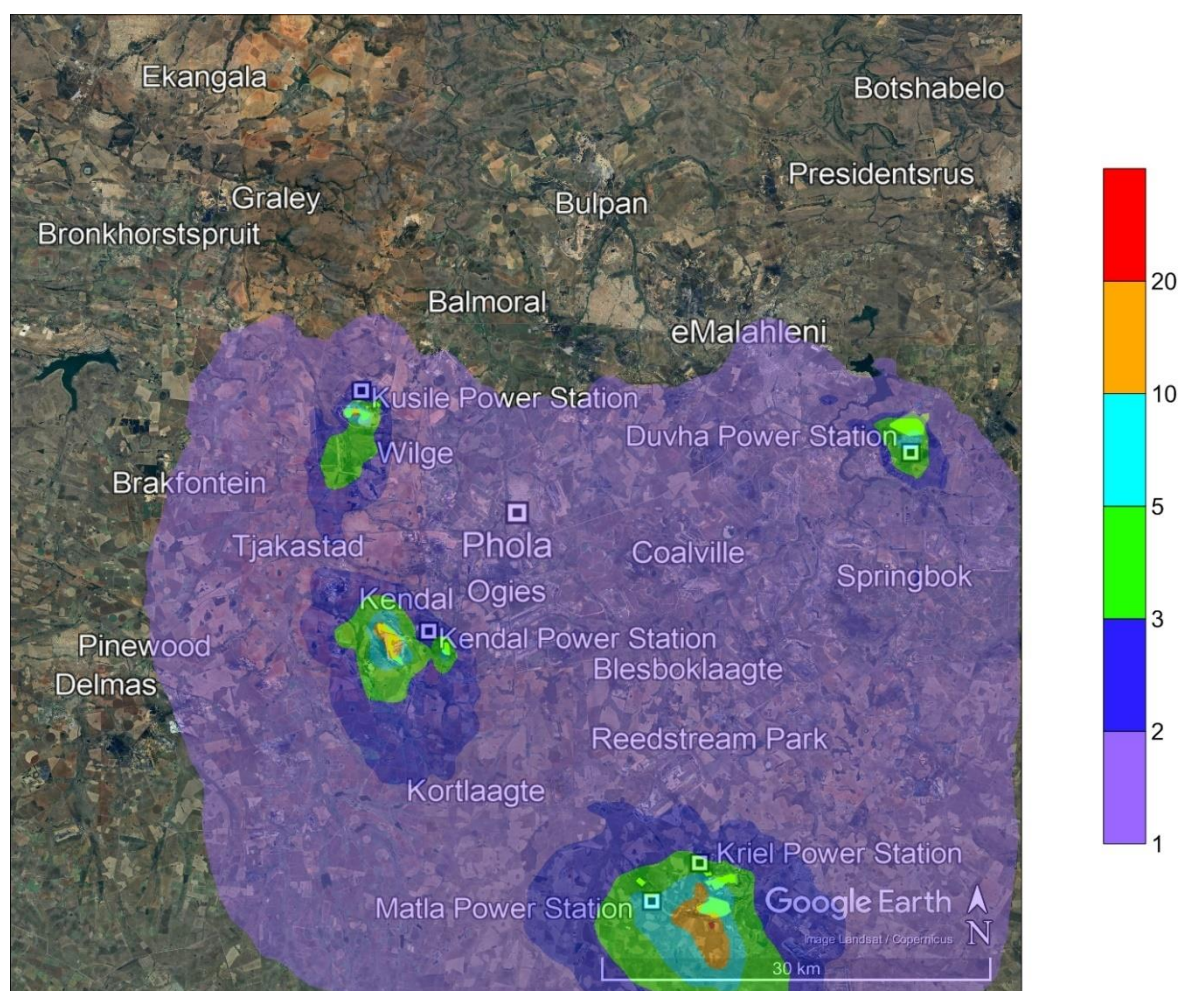 Ekangala
Botshabelo
Presidentsrus
Graley
Bulpan
Bronkhorstspruit
Balmoral
eMalahleni
Kusile Power Station
Duvha Power Station
Wilge
Brakfontein
Phola
Tjakastad
Coalville
Springbok
Ogies
Kendal
Kendal Power Station
Pinewood
Blesboklaagte
Delmas
Reedstream Park
Kortlaagte
Kriel Power Station
Matla Power Station
Google Earth
Image Landsat / Copernicus
N
30 km
20
10
5
3
2
1